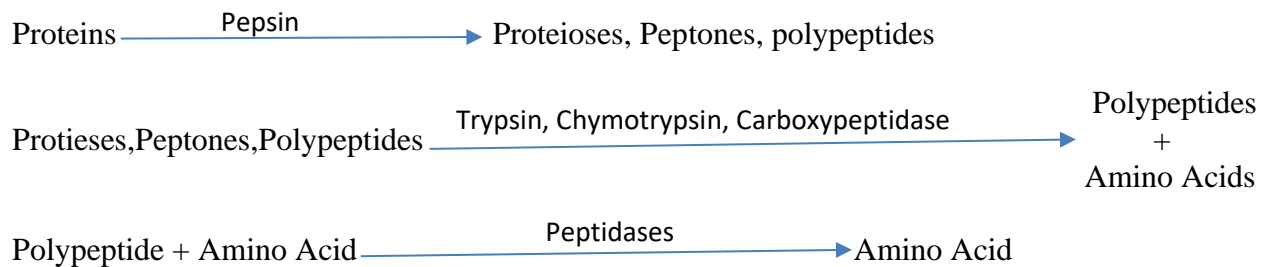 Pepsin
Proteins Proteioses, Peptones, polypeptides
Trypsin, Chymotrypsin, Carboxypeptidase
Protieses,Peptones,Polypeptides
Polypeptides
+
Amino Acids
Peptidases
Polypeptide + Amino Acid Amino Acid